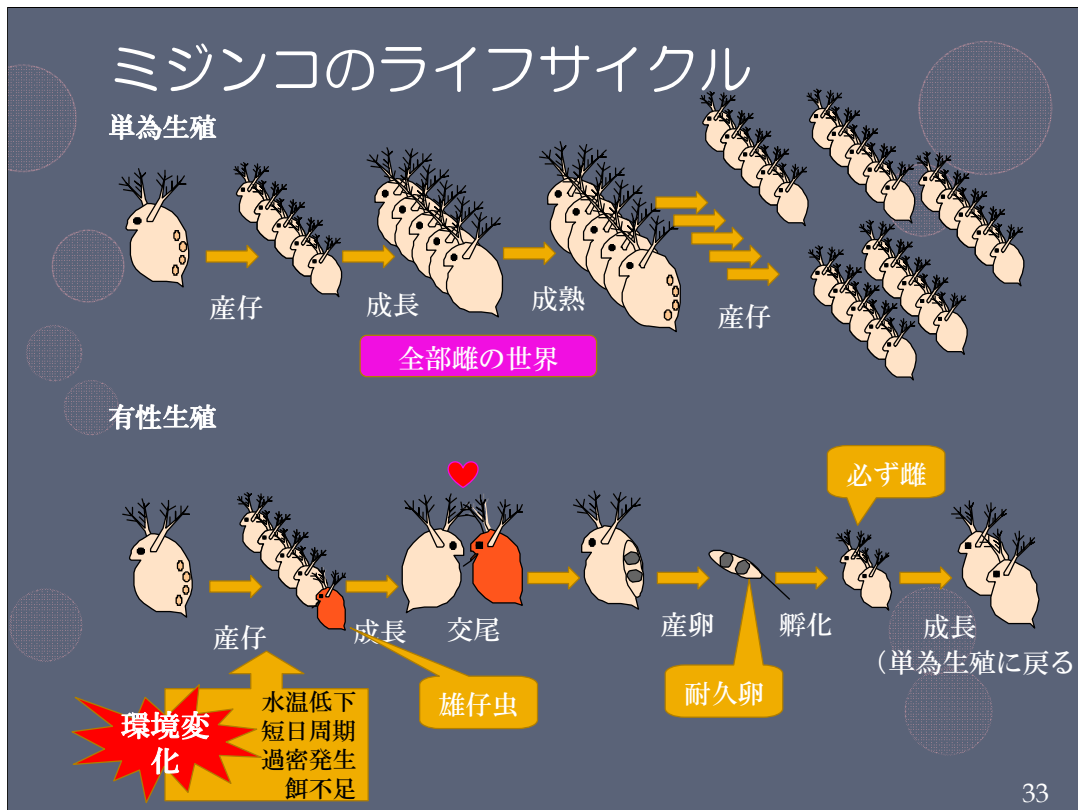 ミジンコのライフサイクル
単為生殖
産仔
成長
成熟
産仔
全部雌の世界
有性生殖
必ず雌
産仔
成長
交尾
産卵
孵化
成長
（単為生殖に戻る
雄仔虫
耐久卵
環境変
化
水温低下
短日周期
過密発生
餌不足
33